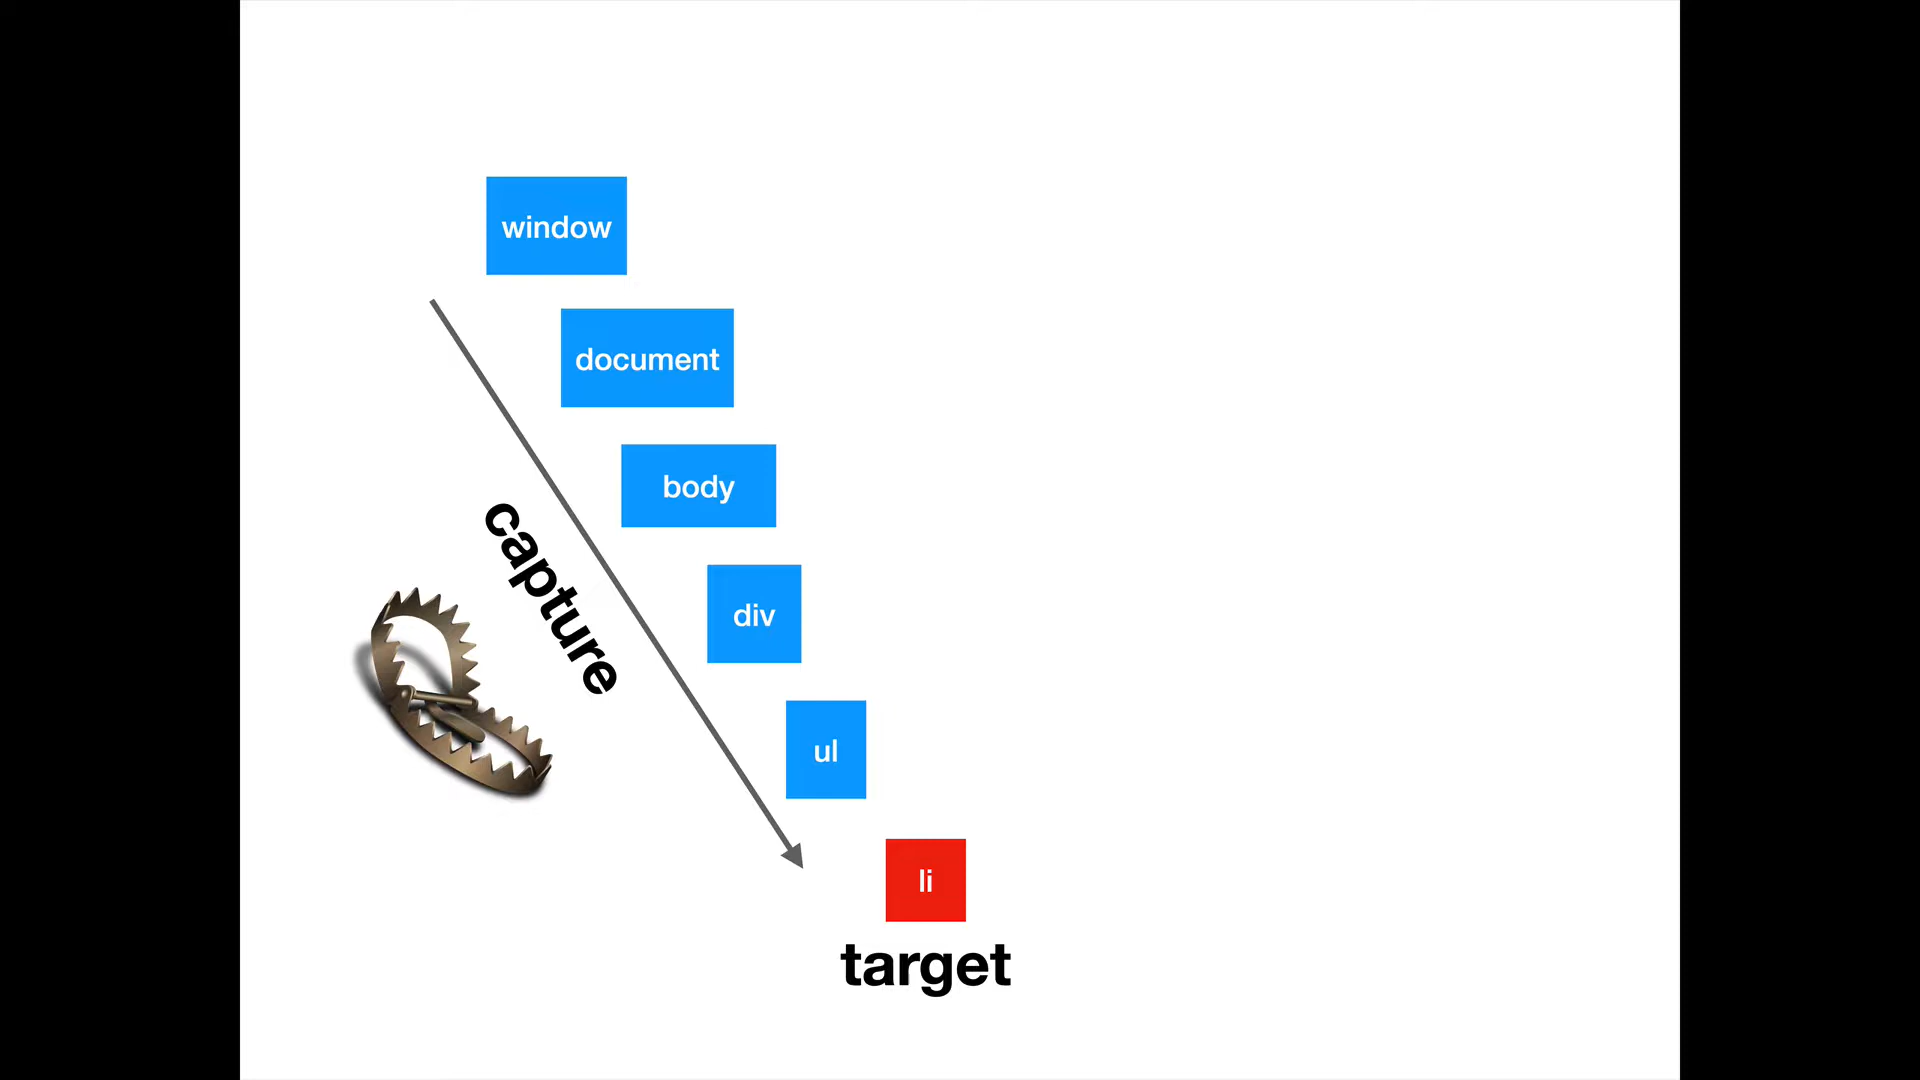 window
document
body
capture
div
ul
li
target